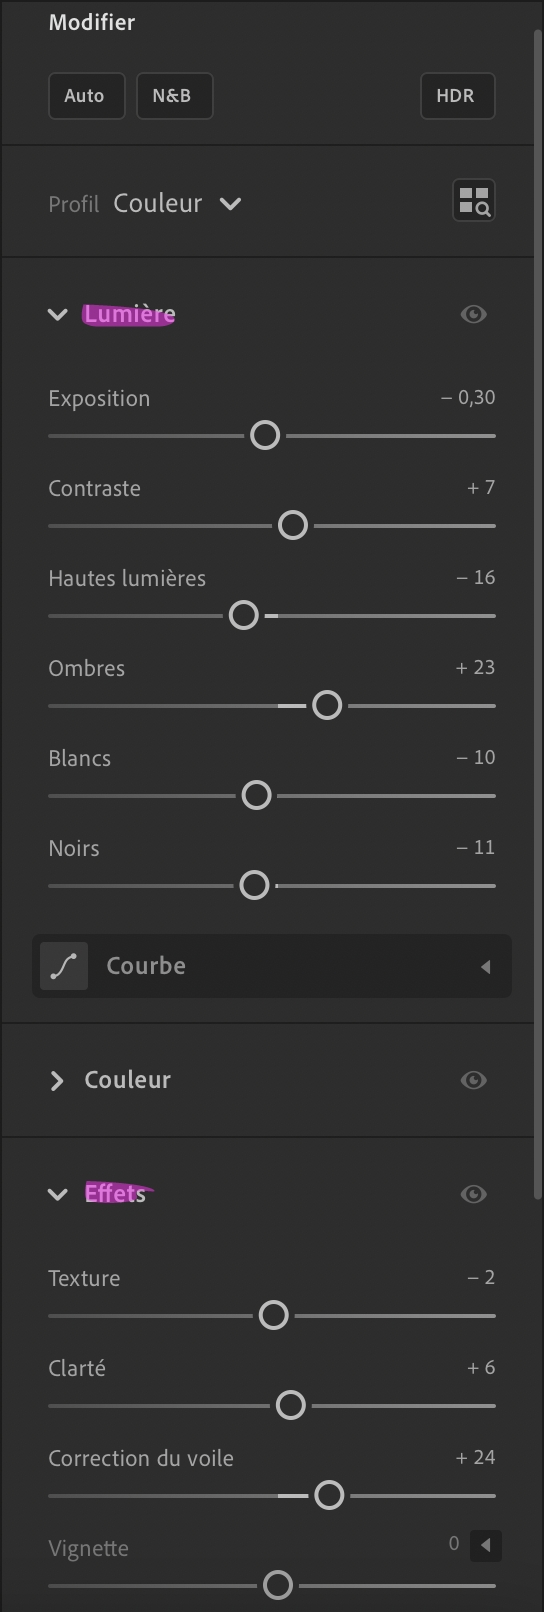 Modifier
Auto N&B HDR
Profil Couleur
Lumière
Exposition – 0,30
Contraste + 7
Hautes lumières – 16
Ombres + 23
Blancs – 10
Noirs – 11
Courbe
Couleur
Effets
Texture – 2
Clarté + 6
Correction du voile + 24
Vignette 0